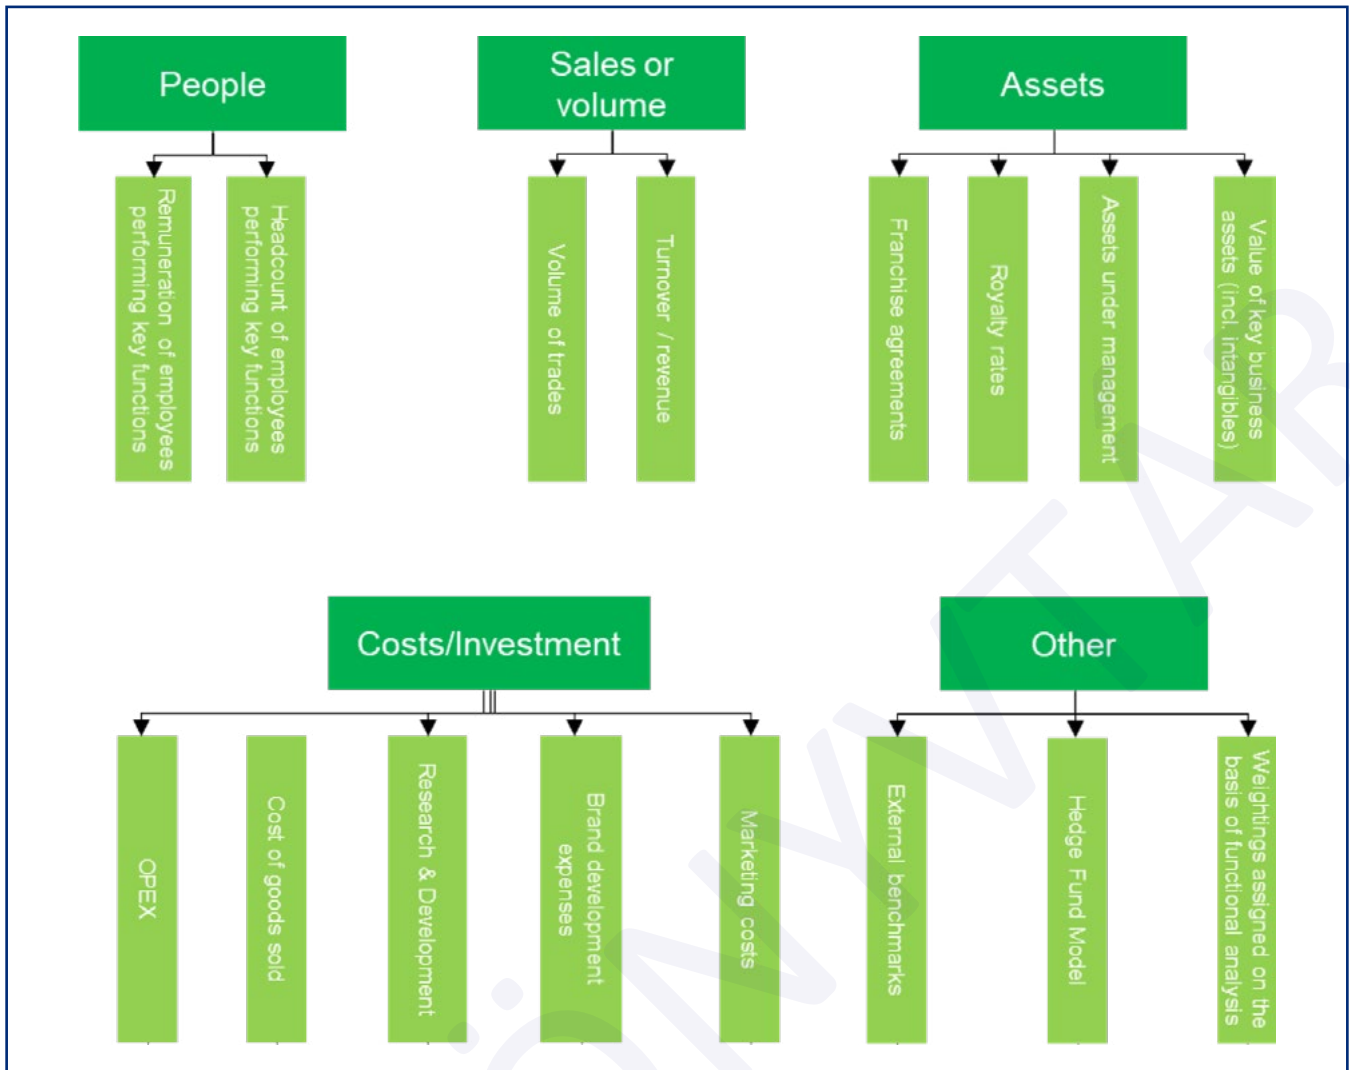 People
Remuneration of employees
performing key functions
Headcount of employees
performing key functions
Sales or
volume
Volume of trades
Turnover / revenue
Assets
Franchise agreements
Royalty rates
Assets under management
Value of key business
assets (incl. intangibles)
Costs/Investment
OPEX
Cost of goods sold
Research & Development
Brand development
expenses
Marketing costs
Other
External benchmarks
Hedge Fund Model
Weightings assigned on the
basis of functional analysis
ÖNYVTÁR